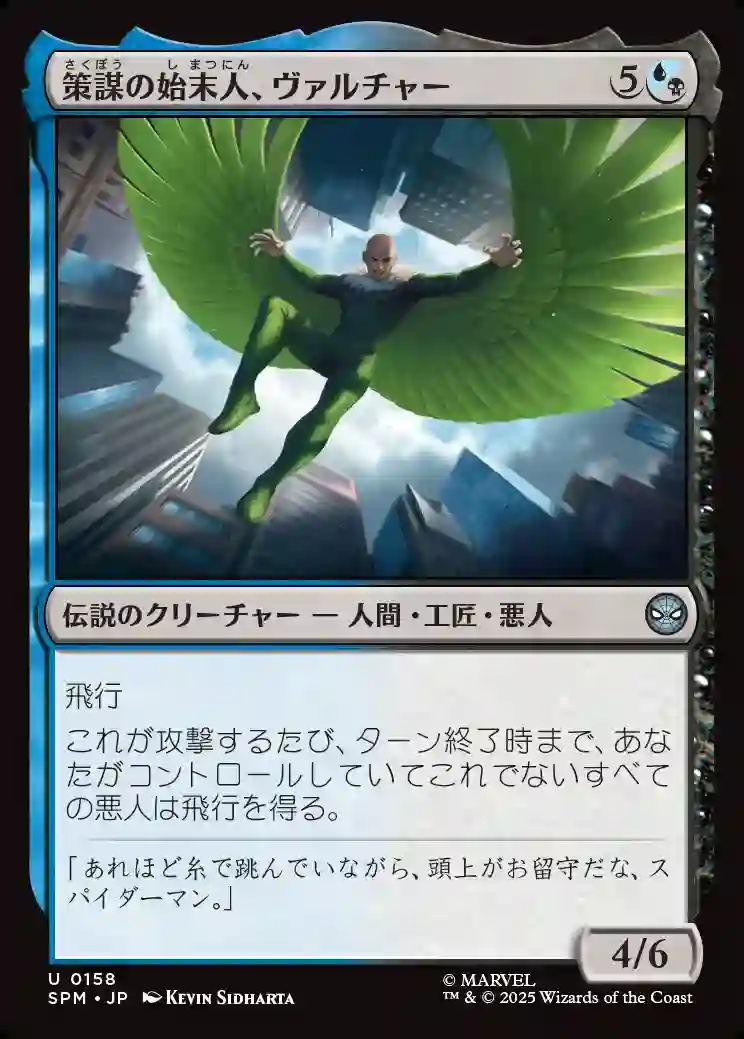 さくぼう しまつにん
策謀の始末人、ヴァルチャー 5
伝説のクリーチャー — 人間・工匠・悪人
飛行
これが攻撃するたび、ターン終了時まで、あな
たがコントロールしていてこれでないすべて
の悪人は飛行を得る。
「あれほど糸で跳んでいながら、頭上がお留守だな、ス
パイダーマン。」
4/6
U 0158
SPM • JP Kevin Sidharta
© MARVEL
™ & © 2025 Wizards of the Coast